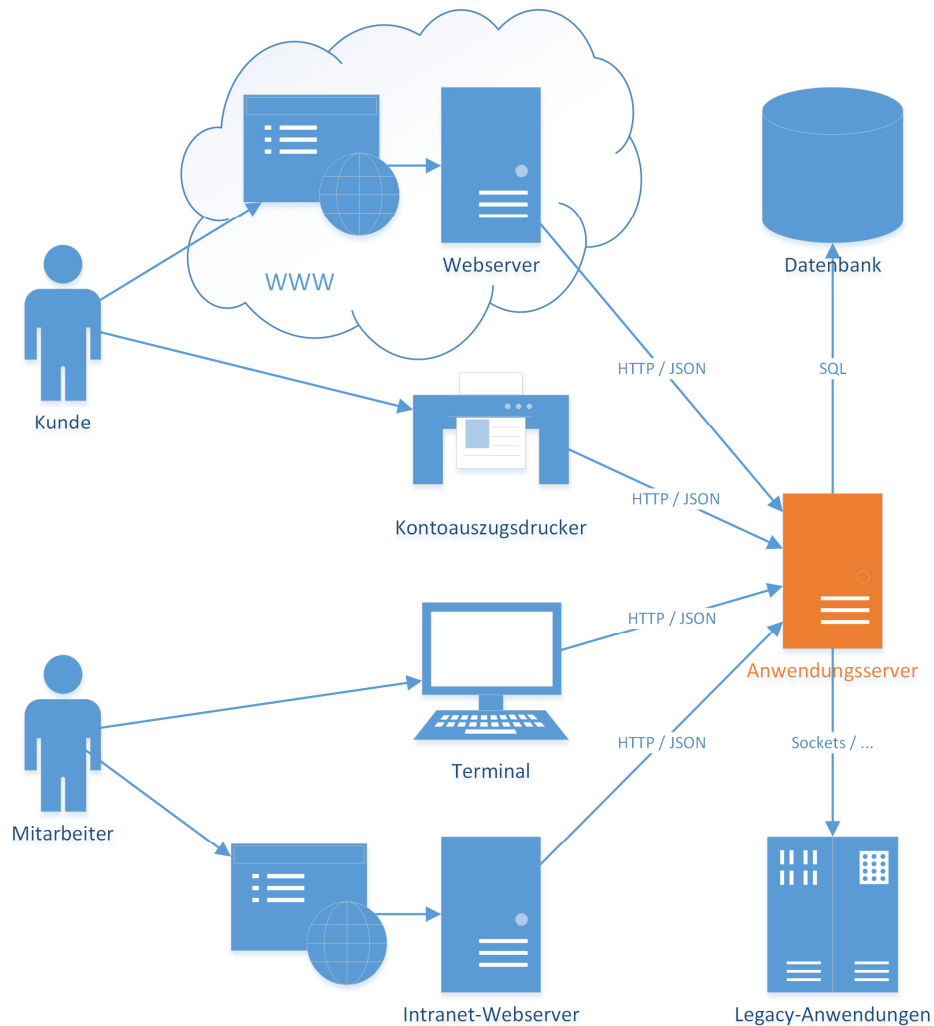 WWW
Webserver
Datenbank
Kunde
HTTP / JSON
SQL
Kontoauszugsdrucker
HTTP / JSON
HTTP / JSON
Anwendungsserver
Terminal
HTTP / JSON
Sockets / ...
Mitarbeiter
Intranet-Webserver
Legacy-Anwendungen